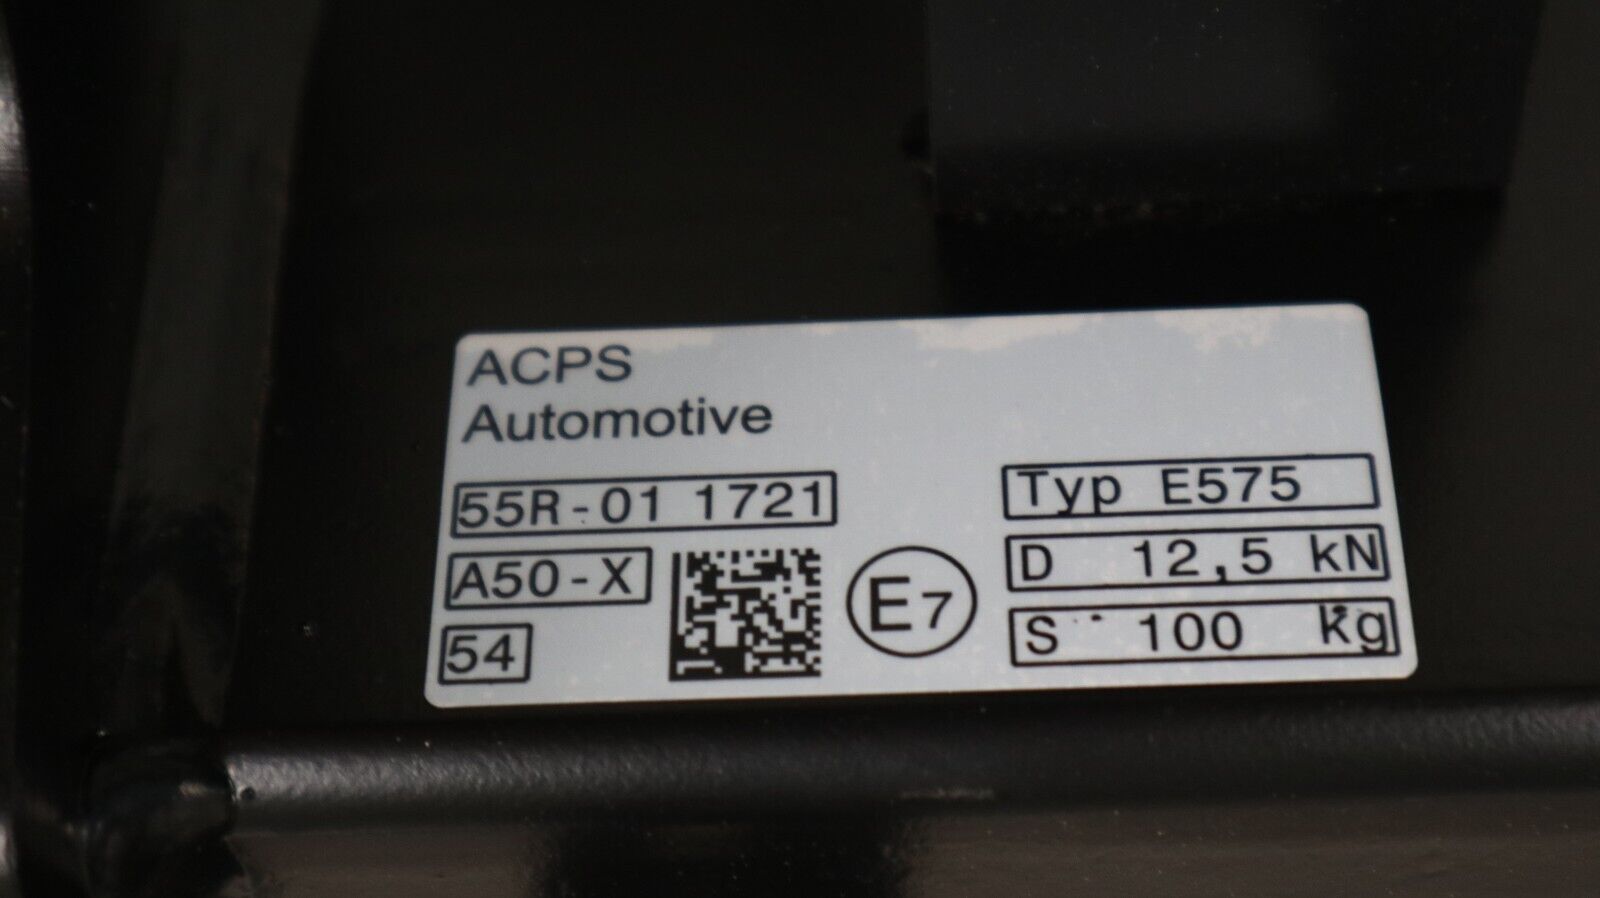 ACPS
Automotive
55R-01 1721
A50-X
54
E7
Typ E575
D 12,5 kN
S 100 kg